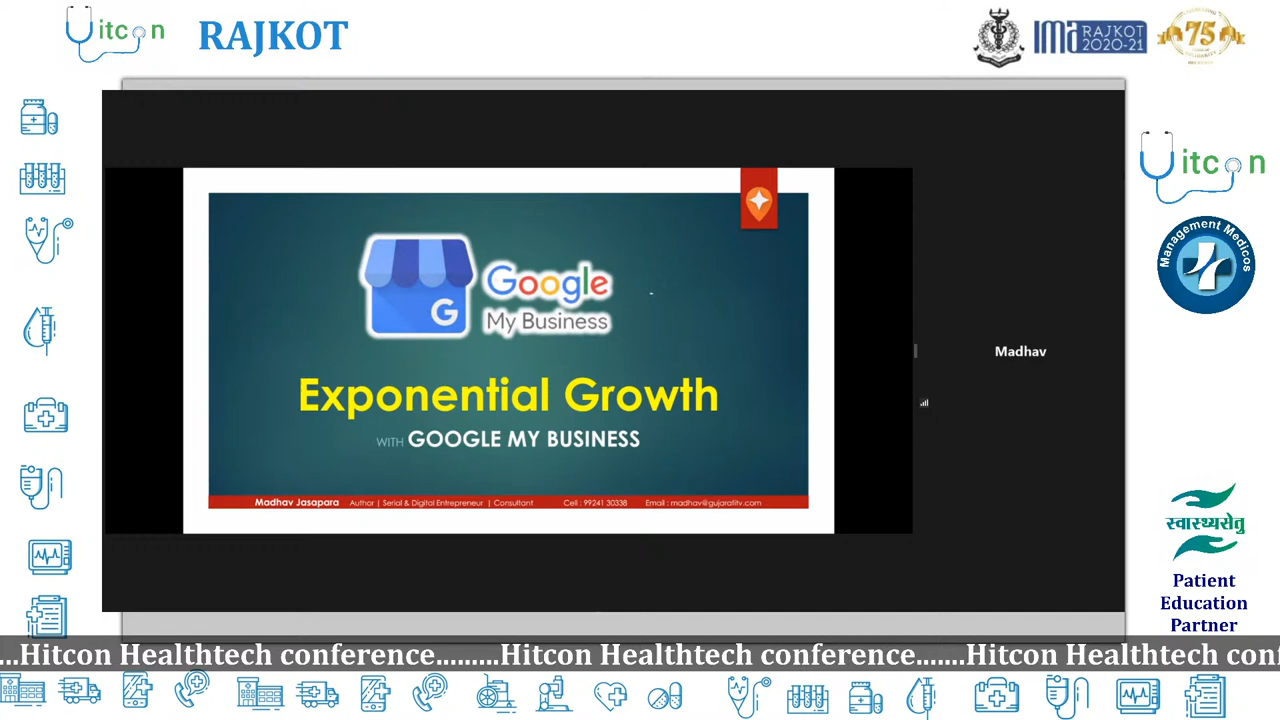 itcon
RAJKOT
IMA RAJKOT
2020-21
75
itcon
Management Medicos
Google
My Business
G
Madhav
Exponential Growth
WITH GOOGLE MY BUSINESS
Madhav Jasapara Author | Serial & Digital Entrepreneur | Consultant Cell : 99241 30338 Email : madhav@gujaratitv.com
स्वास्थ्यसेतु
Patient
Education
Partner
...Hitcon Healthtech conference.........Hitcon Healthtech conference.......Hitcon Healthtech conf